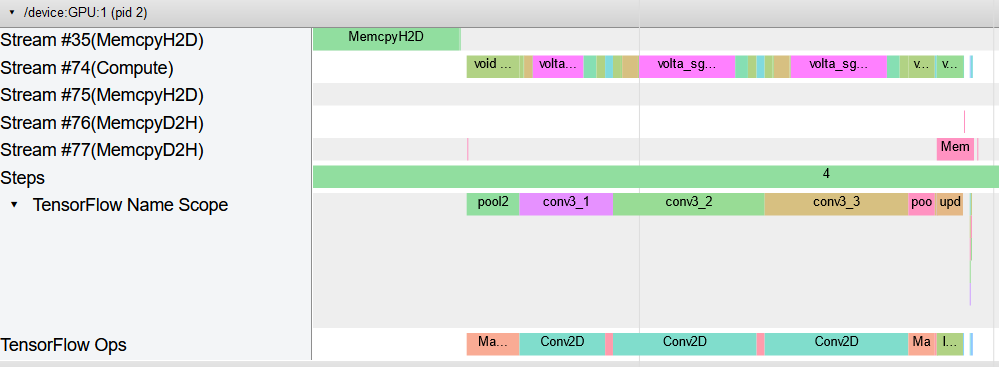 /device:GPU:1 (pid 2)
Stream #35(MemcpyH2D) MemcpyH2D
Stream #74(Compute) void ... volta... volta_sg... volta_sg... v... v...
Stream #75(MemcpyH2D)
Stream #76(MemcpyD2H)
Stream #77(MemcpyD2H) Mem
Steps 4
TensorFlow Name Scope pool2 conv3_1 conv3_2 conv3_3 poo upd
TensorFlow Ops Ma... Conv2D Conv2D Conv2D Ma I...